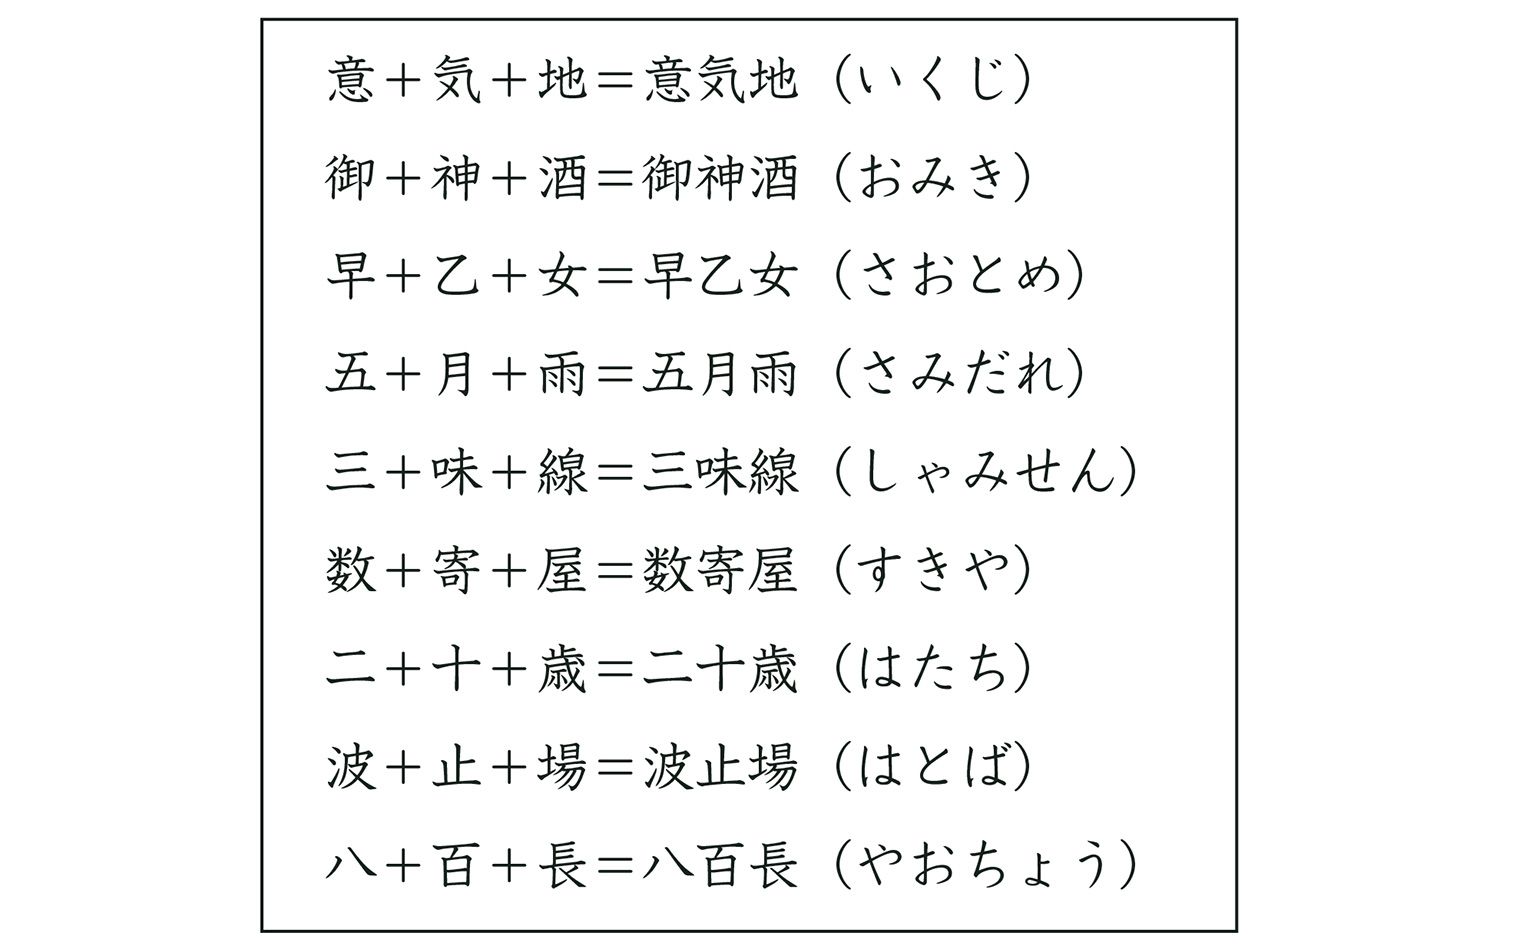 意＋気＋地＝意気地（いくじ）
御＋神＋酒＝御神酒（おみき）
早＋乙＋女＝早乙女（さおとめ）
五＋月＋雨＝五月雨（さみだれ）
三＋味＋線＝三味線（しゃみせん）
数＋寄＋屋＝数寄屋（すきや）
二＋十＋歳＝二十歳（はたち）
波＋止＋場＝波止場（はとば）
八＋百＋長＝八百長（やおちょう）